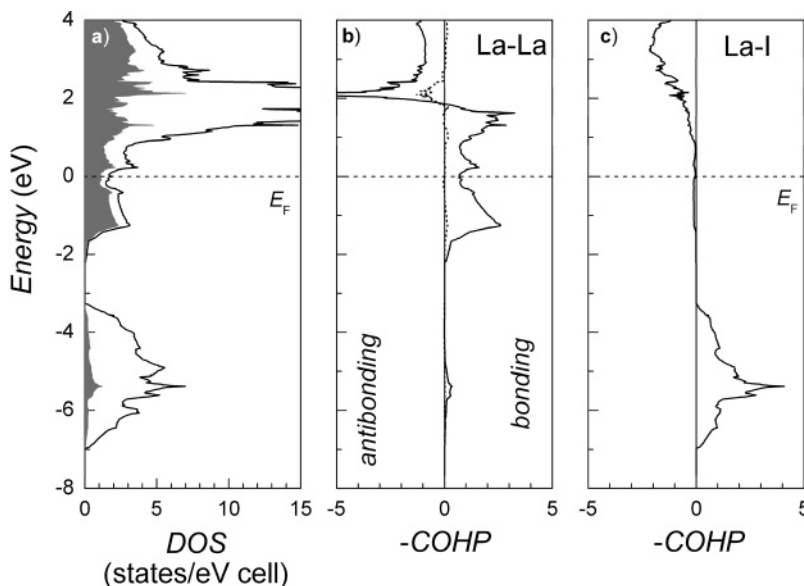 a)
b)
La-La
c)
La-I
Energy (eV)
4
2
0
-2
-4
-6
-8
E_F
E_F
antibonding
bonding
0 5 10 15
-5 0 5
-5 0 5
DOS
(states/eV cell)
-COHP
-COHP